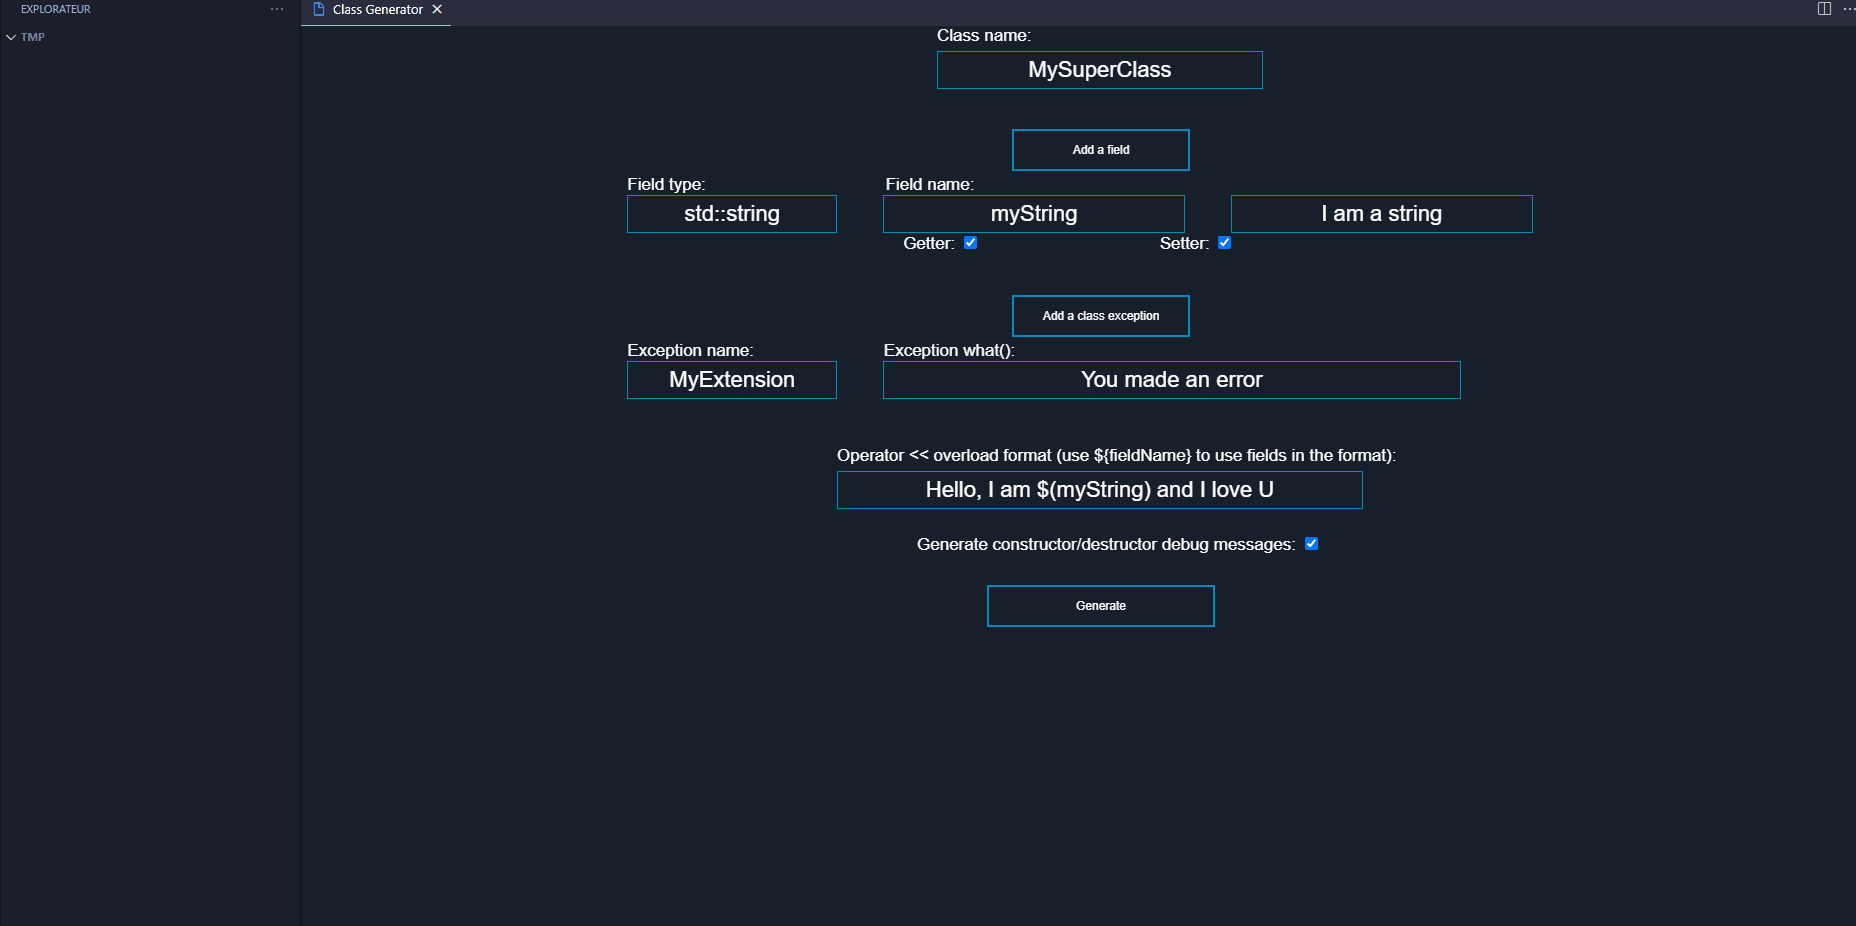 EXPLORATEUR
Class Generator
TMP
Class name:
MySuperClass
Add a field
Field type: Field name:
std::string myString I am a string
Getter: Setter:
Add a class exception
Exception name: Exception what():
MyExtension You made an error
Operator << overload format (use ${fieldName} to use fields in the format):
Hello, I am $(myString) and I love U
Generate constructor/destructor debug messages:
Generate